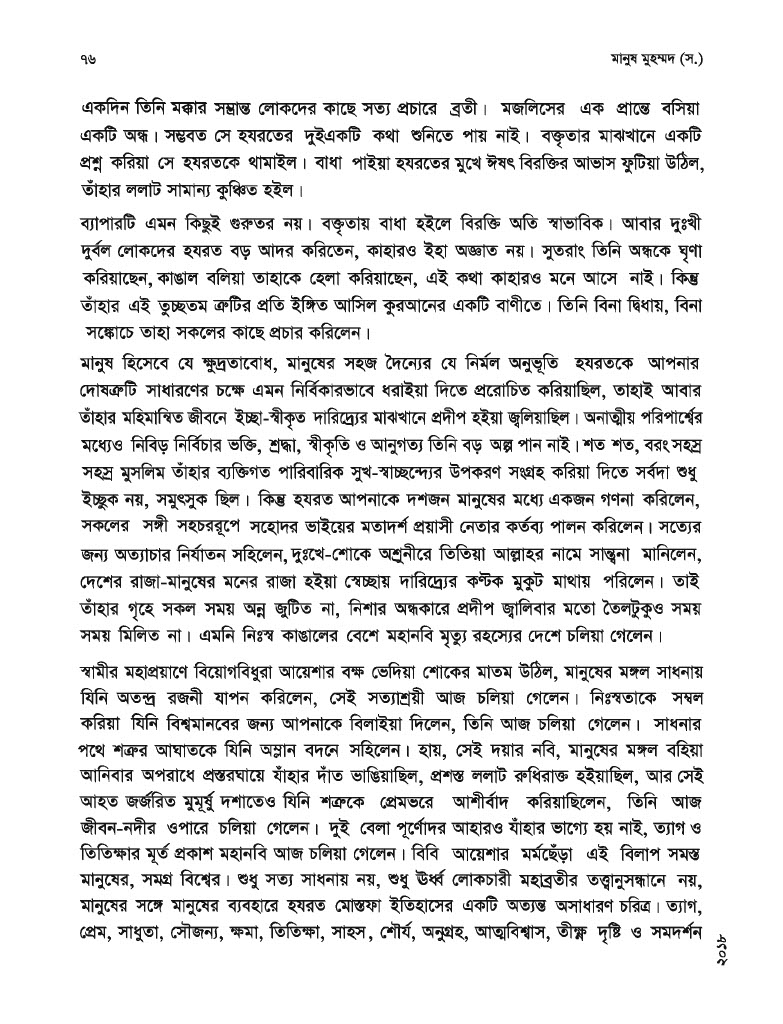 ৭৬ মানুষ মুহম্মদ (স.)
একদিন তিনি মক্কার সম্ভ্রান্ত লোকদের কাছে সত্য প্রচারে ব্রতী। মজলিসের এক প্রান্তে বসিয়া
একটি অন্ধ। সম্ভবত সে হযরতের দুইএকটি কথা শুনিতে পায় নাই। বক্তৃতার মাঝখানে একটি
প্রশ্ন করিয়া সে হযরতকে থামাইল। বাধা পাইয়া হযরতের মুখে ঈষৎ বিরক্তির আভাস ফুটিয়া উঠিল,
তাঁহার ললাট সামান্য কুঞ্চিত হইল।
ব্যাপারটি এমন কিছুই গুরুতর নয়। বক্তৃতায় বাধা হইলে বিরক্তি অতি স্বাভাবিক। আবার দুঃখী
দুর্বল লোকদের হযরত বড় আদর করিতেন, কাহারও ইহা অজ্ঞাত নয়। সুতরাং তিনি অন্ধকে ঘৃণা
করিয়াছেন, কাঙাল বলিয়া তাহাকে হেলা করিয়াছেন, এই কথা কাহারও মনে আসে নাই। কিন্তু
তাঁহার এই তুচ্ছতম ত্রুটির প্রতি ইঙ্গিত আসিল কুরআনের একটি বাণীতে। তিনি বিনা দ্বিধায়, বিনা
সঙ্কোচে তাহা সকলের কাছে প্রচার করিলেন।
মানুষ হিসেবে যে ক্ষুদ্রতাবোধ, মানুষের সহজ দৈন্যের যে নির্মল অনুভূতি হযরতকে আপনার
দোষত্রুটি সাধারণের চক্ষে এমন নির্বিকারভাবে ধরাইয়া দিতে প্ররোচিত করিয়াছিল, তাহাই আবার
তাঁহার মহিমান্বিত জীবনে ইচ্ছা-স্বীকৃত দারিদ্র্যের মাঝখানে প্রদীপ হইয়া জ্বলিয়াছিল। অনাত্মীয় পরিপার্শ্বের
মধ্যেও নিবিড় নির্বিচার ভক্তি, শ্রদ্ধা, স্বীকৃতি ও আনুগত্য তিনি বড় অল্প পান নাই। শত শত, বরং সহস্র
সহস্র মুসলিম তাঁহার ব্যক্তিগত পারিবারিক সুখ-স্বাচ্ছন্দ্যের উপকরণ সংগ্রহ করিয়া দিতে সর্বদা শুধু
ইচ্ছুক নয়, সমুৎসুক ছিল। কিন্তু হযরত আপনাকে দশজন মানুষের মধ্যে একজন গণনা করিলেন,
সকলের সঙ্গী সহচররূপে সহোদর ভাইয়ের মতাদর্শ প্রয়াসী নেতার কর্তব্য পালন করিলেন। সত্যের
জন্য অত্যাচার নির্যাতন সহিলেন, দুঃখে-শোকে অশ্রুনীরে তিতিয়া আল্লাহর নামে সান্ত্বনা মানিলেন,
দেশের রাজা-মানুষের মনের রাজা হইয়া স্বেচ্ছায় দারিদ্র্যের কণ্টক মুকুট মাথায় পরিলেন। তাই
তাঁহার গৃহে সকল সময় অন্ন জুটিত না, নিশার অন্ধকারে প্রদীপ জ্বালিবার মতো তৈলটুকুও সময়
সময় মিলিত না। এমনি নিঃস্ব কাঙালের বেশে মহানবি মৃত্যু রহস্যের দেশে চলিয়া গেলেন।
স্বামীর মহাপ্রয়াণে বিয়োগবিধুরা আয়েশার বক্ষ ভেদিয়া শোকের মাতম উঠিল, মানুষের মঙ্গল সাধনায়
যিনি অতন্দ্র রজনী যাপন করিলেন, সেই সত্যাশ্রয়ী আজ চলিয়া গেলেন। নিঃস্বতাকে সম্বল
করিয়া যিনি বিশ্বমানবের জন্য আপনাকে বিলাইয়া দিলেন, তিনি আজ চলিয়া গেলেন। সাধনার
পথে শত্রুর আঘাতকে যিনি অম্লান বদনে সহিলেন। হায়, সেই দয়ার নবি, মানুষের মঙ্গল বহিয়া
আনিবার অপরাধে প্রস্তরঘায়ে যাঁহার দাঁত ভাঙিয়াছিল, প্রশস্ত ললাট রুধিরাক্ত হইয়াছিল, আর সেই
আহত জর্জরিত মুমূর্ষু দশাতেও যিনি শত্রুকে প্রেমভরে আশীর্বাদ করিয়াছিলেন, তিনি আজ
জীবন-নদীর ওপারে চলিয়া গেলেন। দুই বেলা পূর্ণোদর আহারও যাঁহার ভাগ্যে হয় নাই, ত্যাগ ও
তিতিক্ষার মূর্ত প্রকাশ মহানবি আজ চলিয়া গেলেন। বিবি আয়েশার মর্মছেঁড়া এই বিলাপ সমস্ত
মানুষের, সমগ্র বিশ্বের। শুধু সত্য সাধনায় নয়, শুধু ঊর্ধ্ব লোকচারী মহাব্রতীর তত্ত্বানুসন্ধানে নয়,
মানুষের সঙ্গে মানুষের ব্যবহারে হযরত মোস্তফা ইতিহাসের একটি অত্যন্ত অসাধারণ চরিত্র। ত্যাগ,
প্রেম, সাধুতা, সৌজন্য, ক্ষমা, তিতিক্ষা, সাহস, শৌর্য, অনুগ্রহ, আত্মবিশ্বাস, তীক্ষ্ণ দৃষ্টি ও সমদর্শন
২০১৮